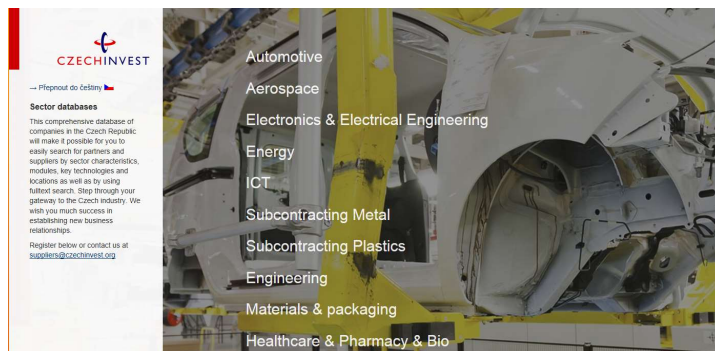 CZECHINVEST
→ Přepnout do češtiny
Sector databases
This comprehensive database of
companies in the Czech Republic
will make it possible for you to
easily search for partners and
suppliers by sector characteristics,
modules, key technologies and
locations as well as by using
fulltext search. Step through your
gateway to the Czech industry. We
wish you much success in
establishing new business
relationships.
Register below or contact us at
suppliers@czechinvest.org
Automotive
Aerospace
Electronics & Electrical Engineering
Energy
ICT
Subcontracting Metal
Subcontracting Plastics
Engineering
Materials & packaging
Healthcare & Pharmacy & Bio